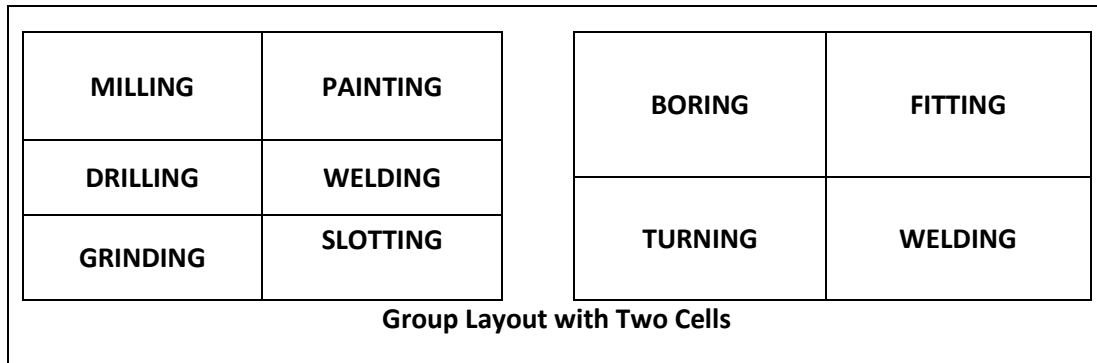 MILLING PAINTING
DRILLING WELDING
GRINDING SLOTTING
BORING FITTING
TURNING WELDING
Group Layout with Two Cells